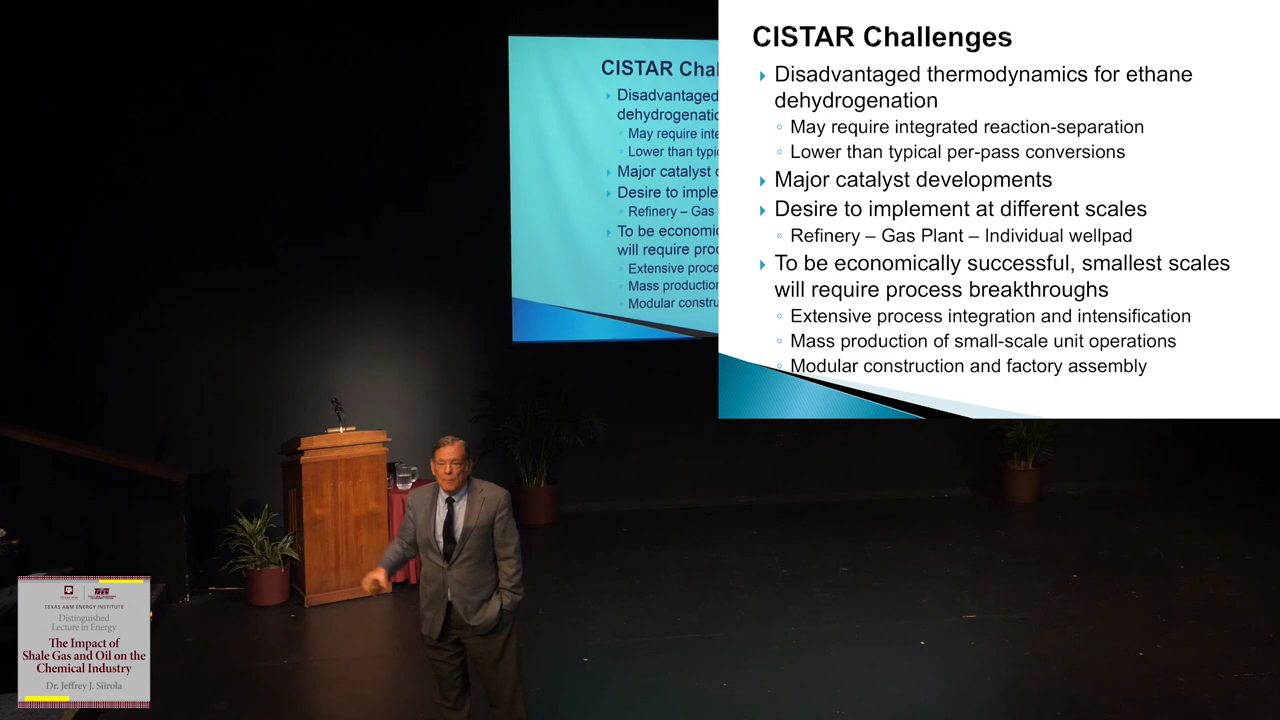 CISTAR Challenges
Disadvantaged thermodynamics for ethane
dehydrogenation
May require integrated reaction-separation
Lower than typical per-pass conversions
Major catalyst developments
Desire to implement at different scales
Refinery – Gas Plant – Individual wellpad
To be economically successful, smallest scales
will require process breakthroughs
Extensive process integration and intensification
Mass production of small-scale unit operations
Modular construction and factory assembly
CISTAR Chal
Disadvantaged
dehydrogenatio
May require inte
Lower than typic
Major catalyst d
Desire to imple
Refinery – Gas
To be economic
will require proc
Extensive proce
Mass production
Modular constru
TEXAS A&M ENERGY INSTITUTE
Distinguished
Lecture in Energy
The Impact of
Shale Gas and Oil on the
Chemical Industry
Dr. Jeffrey J. Siirola